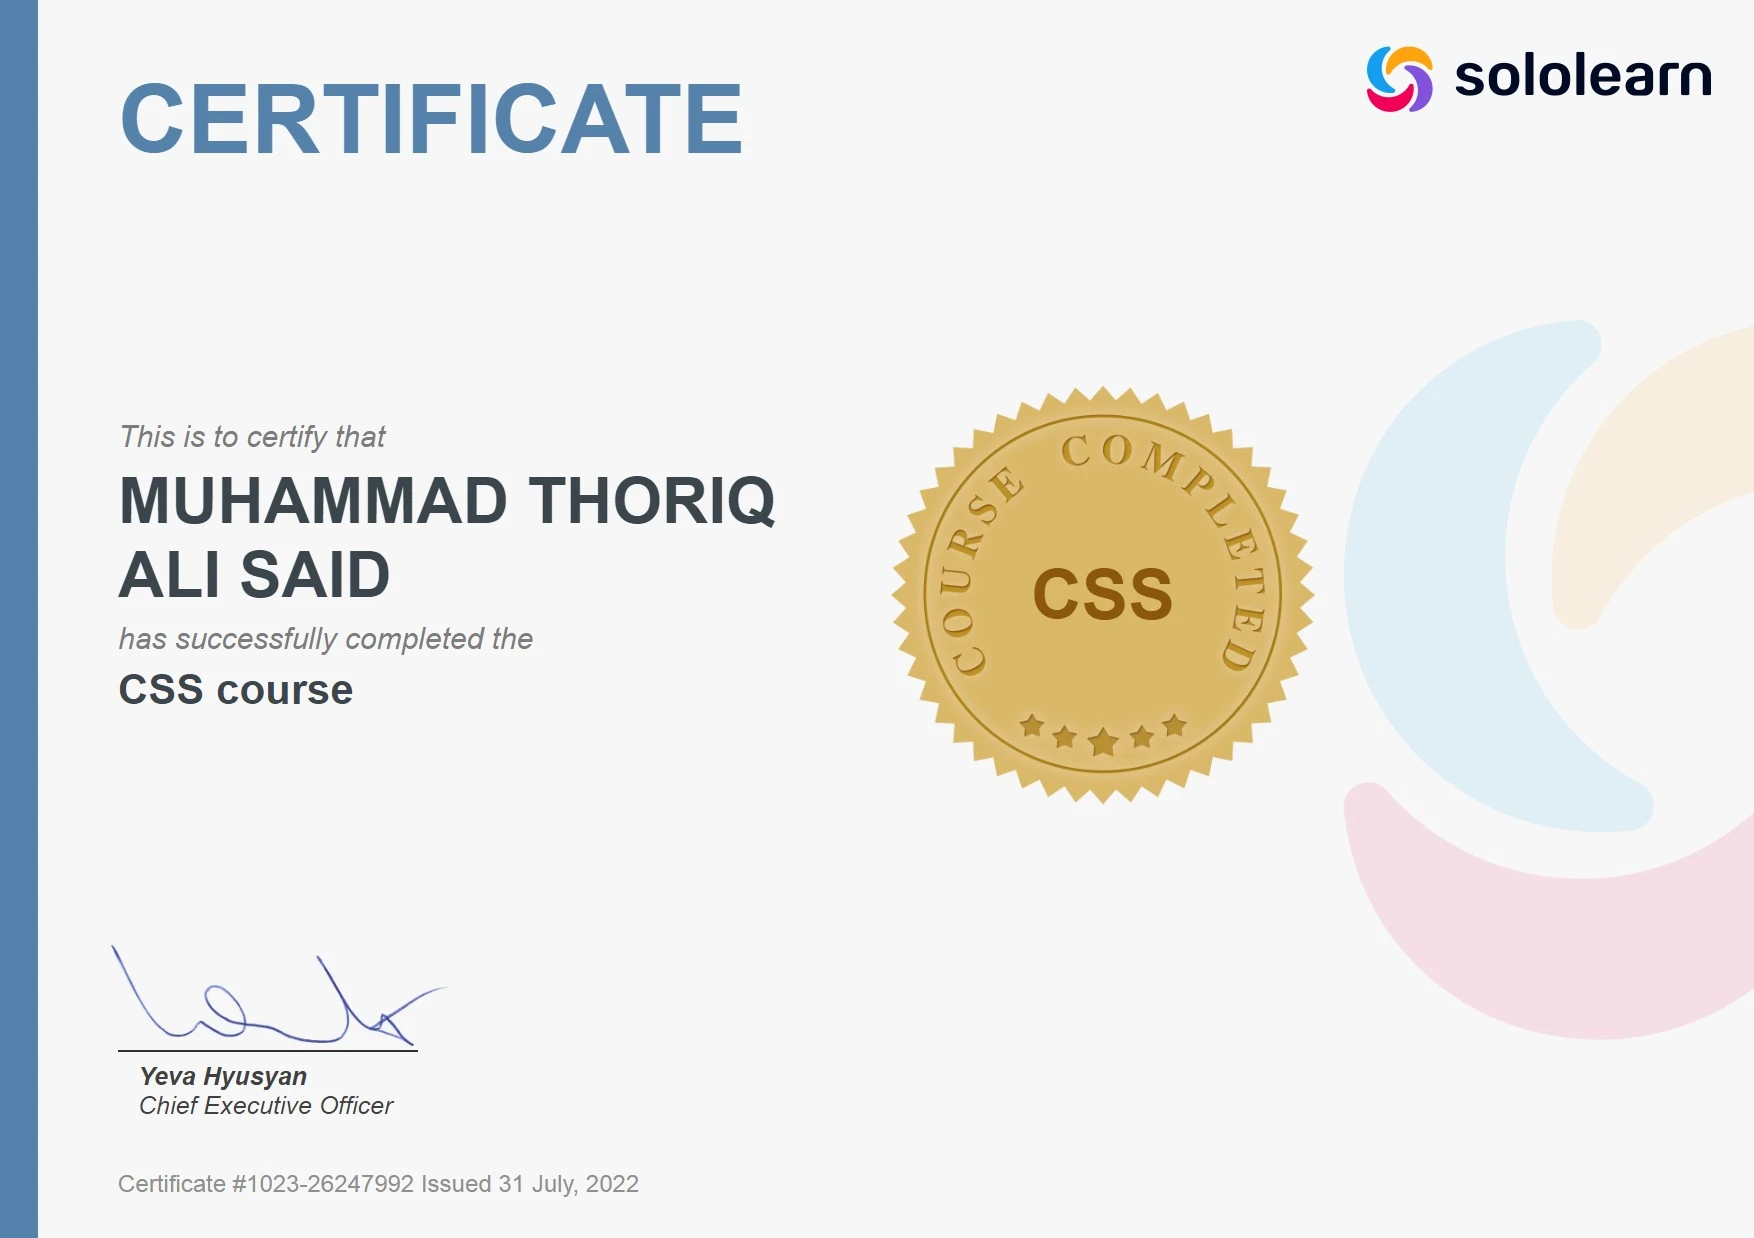 sololearn
CERTIFICATE
This is to certify that
MUHAMMAD THORIQ
ALI SAID
has successfully completed the
CSS course
COURSE COMPLETED
CSS
Yeva Hyusyan
Chief Executive Officer
Certificate #1023-26247992 Issued 31 July, 2022